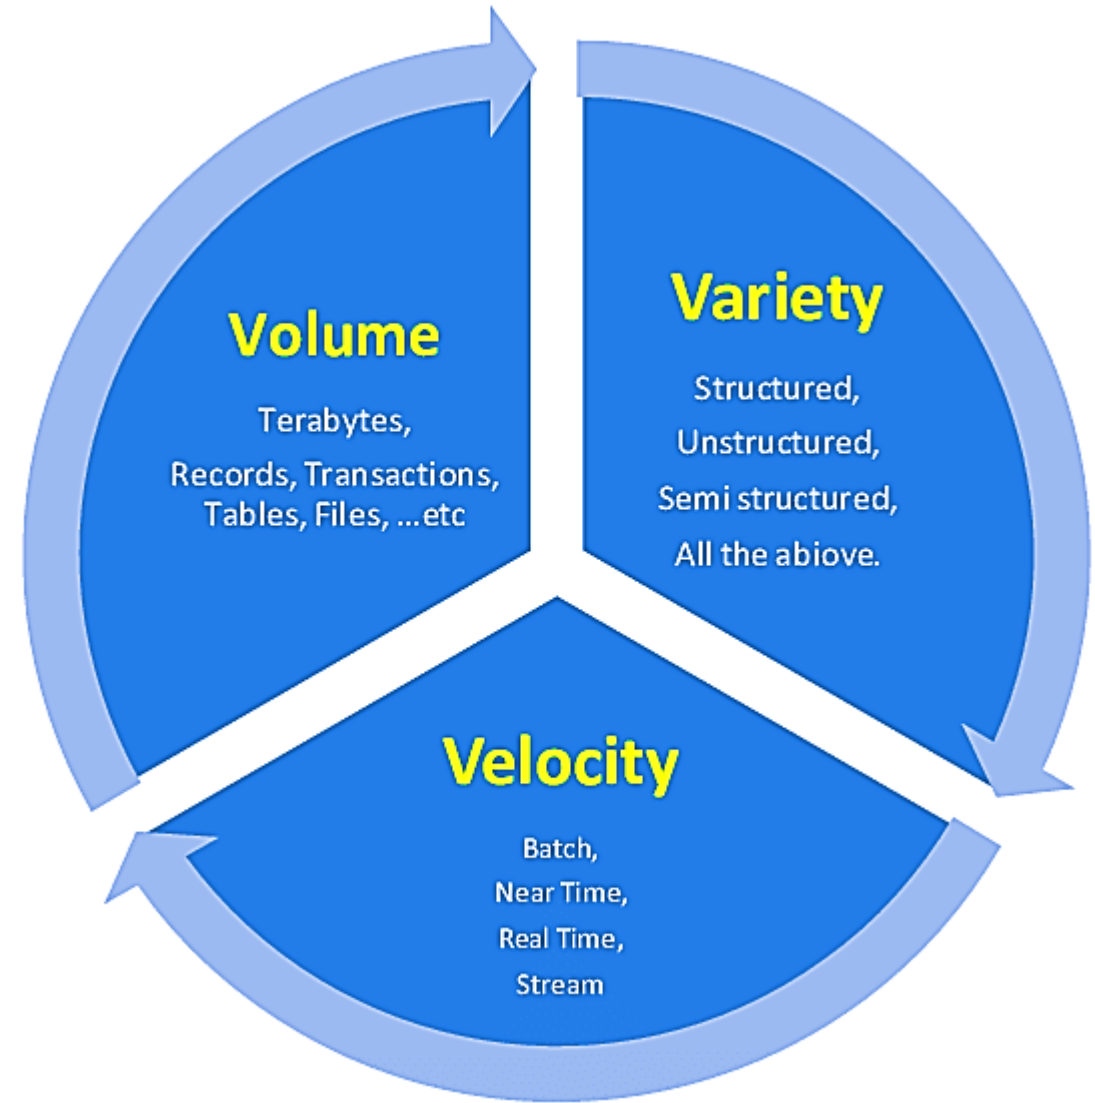 Volume
Terabytes,
Records, Transactions,
Tables, Files, ...etc
Variety
Structured,
Unstructured,
Semi structured,
All the abiove.
Velocity
Batch,
Near Time,
Real Time,
Stream